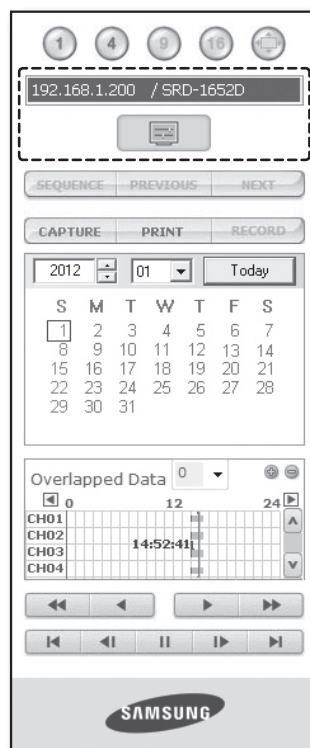 1 4 9 16
192.168.1.200 / SRD-1652D
SEQUENCE PREVIOUS NEXT
CAPTURE PRINT RECORD
2012 01 Today
S M T W T F S
1 2 3 4 5 6 7
8 9 10 11 12 13 14
15 16 17 18 19 20 21
22 23 24 25 26 27 28
29 30 31
Overlapped Data 0
0 12 24
CH01
CH02
14:52:41
CH03
CH04
SAMSUNG